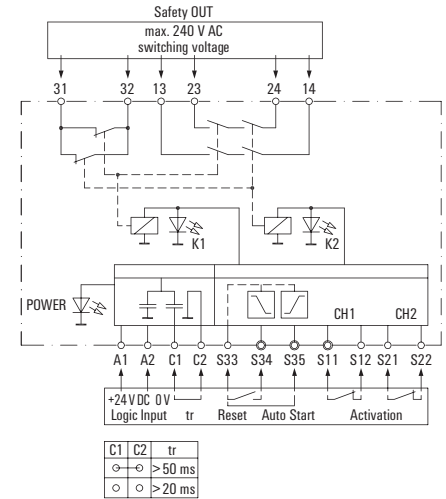 Safety OUT
max. 240 V AC
switching voltage
31 32 13 23 24 14
K1 K2
POWER
CH1 CH2
A1 A2 C1 C2 S33 S34 S35 S11 S12 S21 S22
+24 V DC 0 V
Logic Input tr Reset Auto Start Activation
C1 C2 tr
> 50 ms
> 20 ms